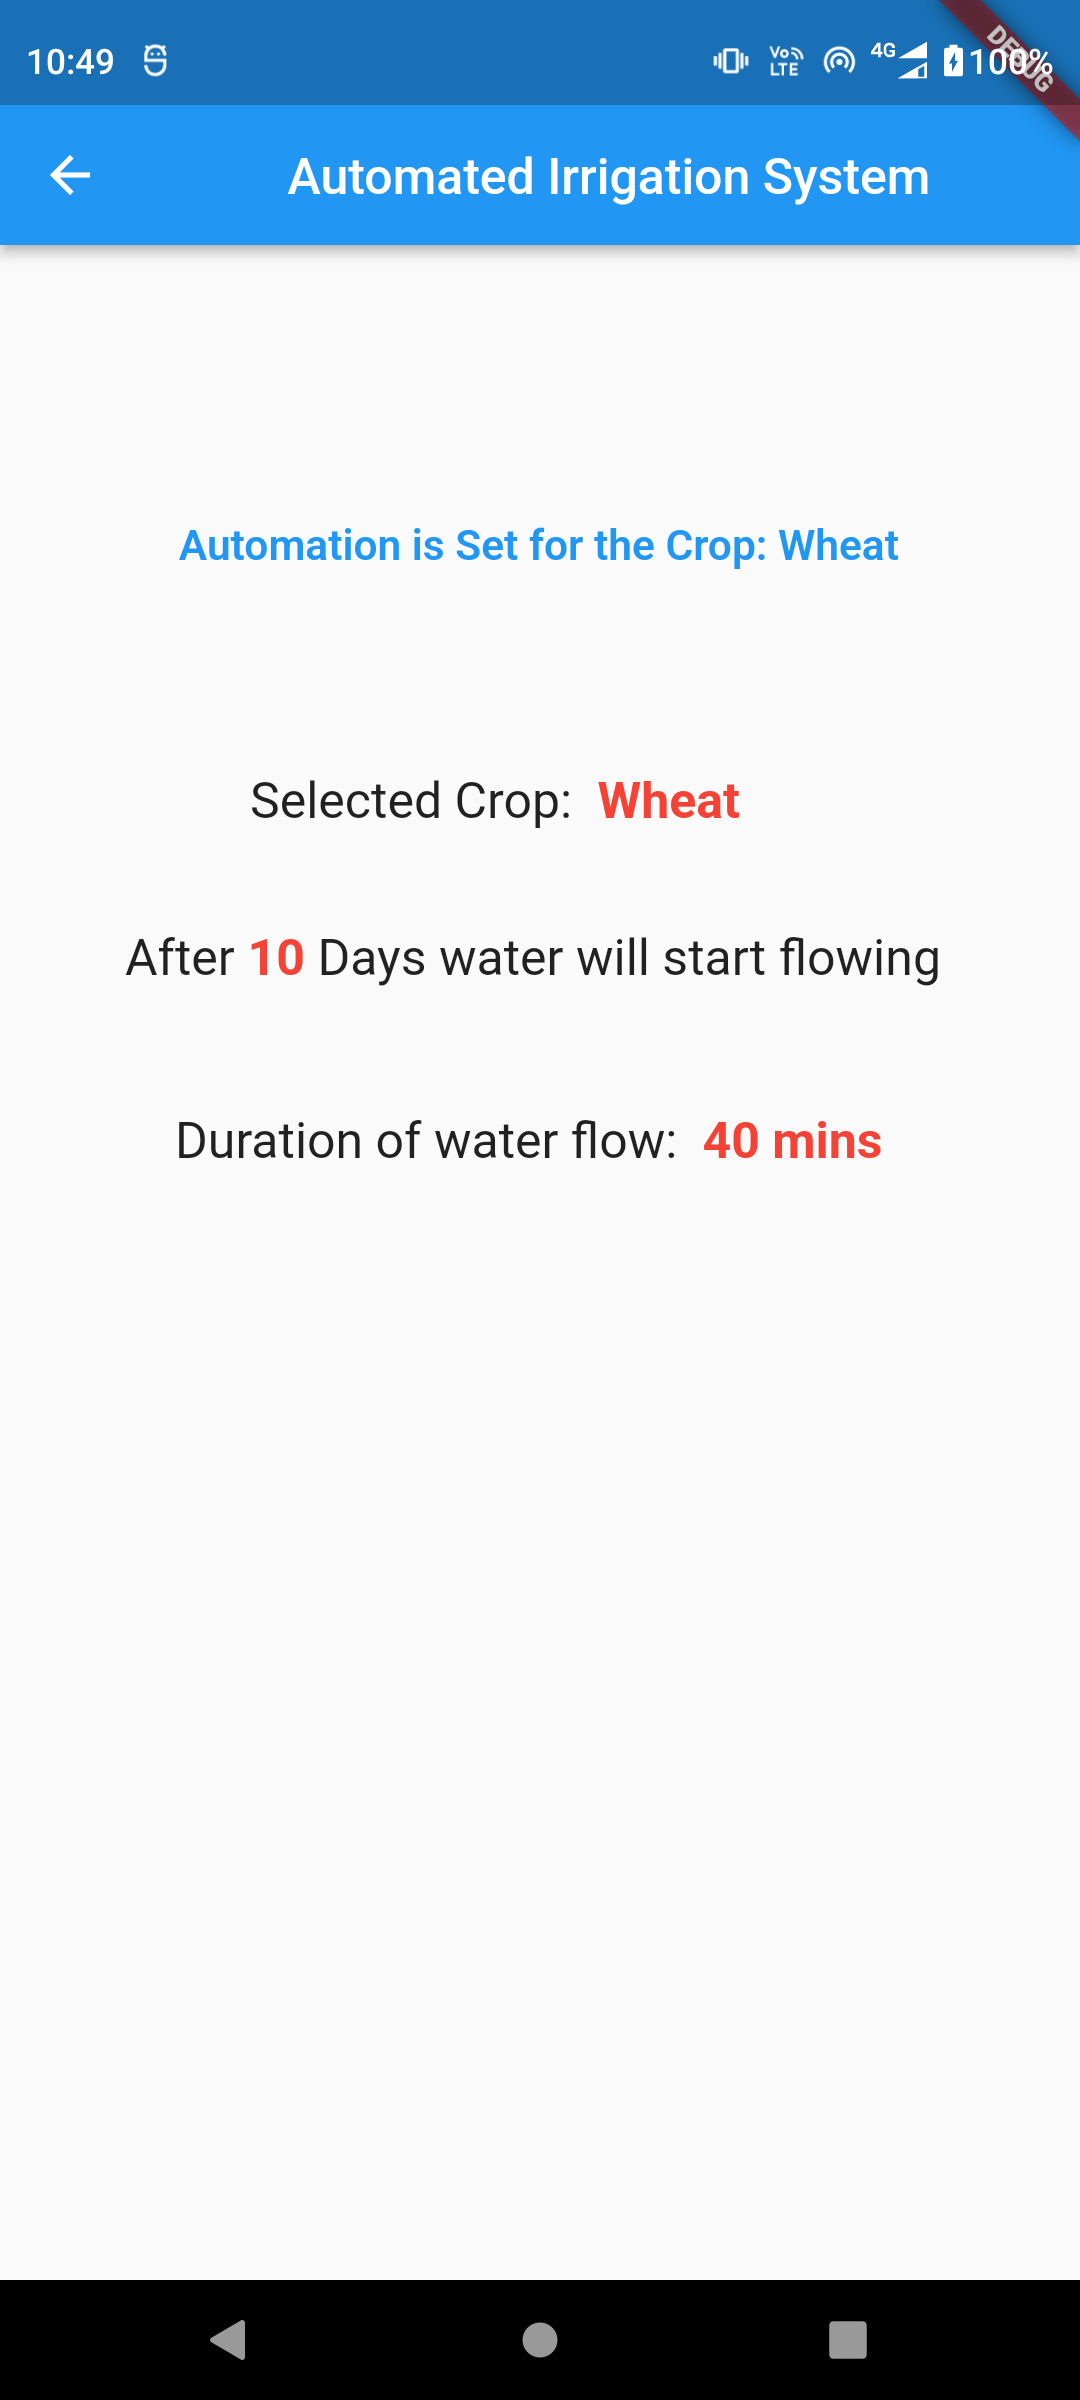 10:49
Vo LTE 4G 100%
DEBUG
Automated Irrigation System
Automation is Set for the Crop: Wheat
Selected Crop: Wheat
After 10 Days water will start flowing
Duration of water flow: 40 mins